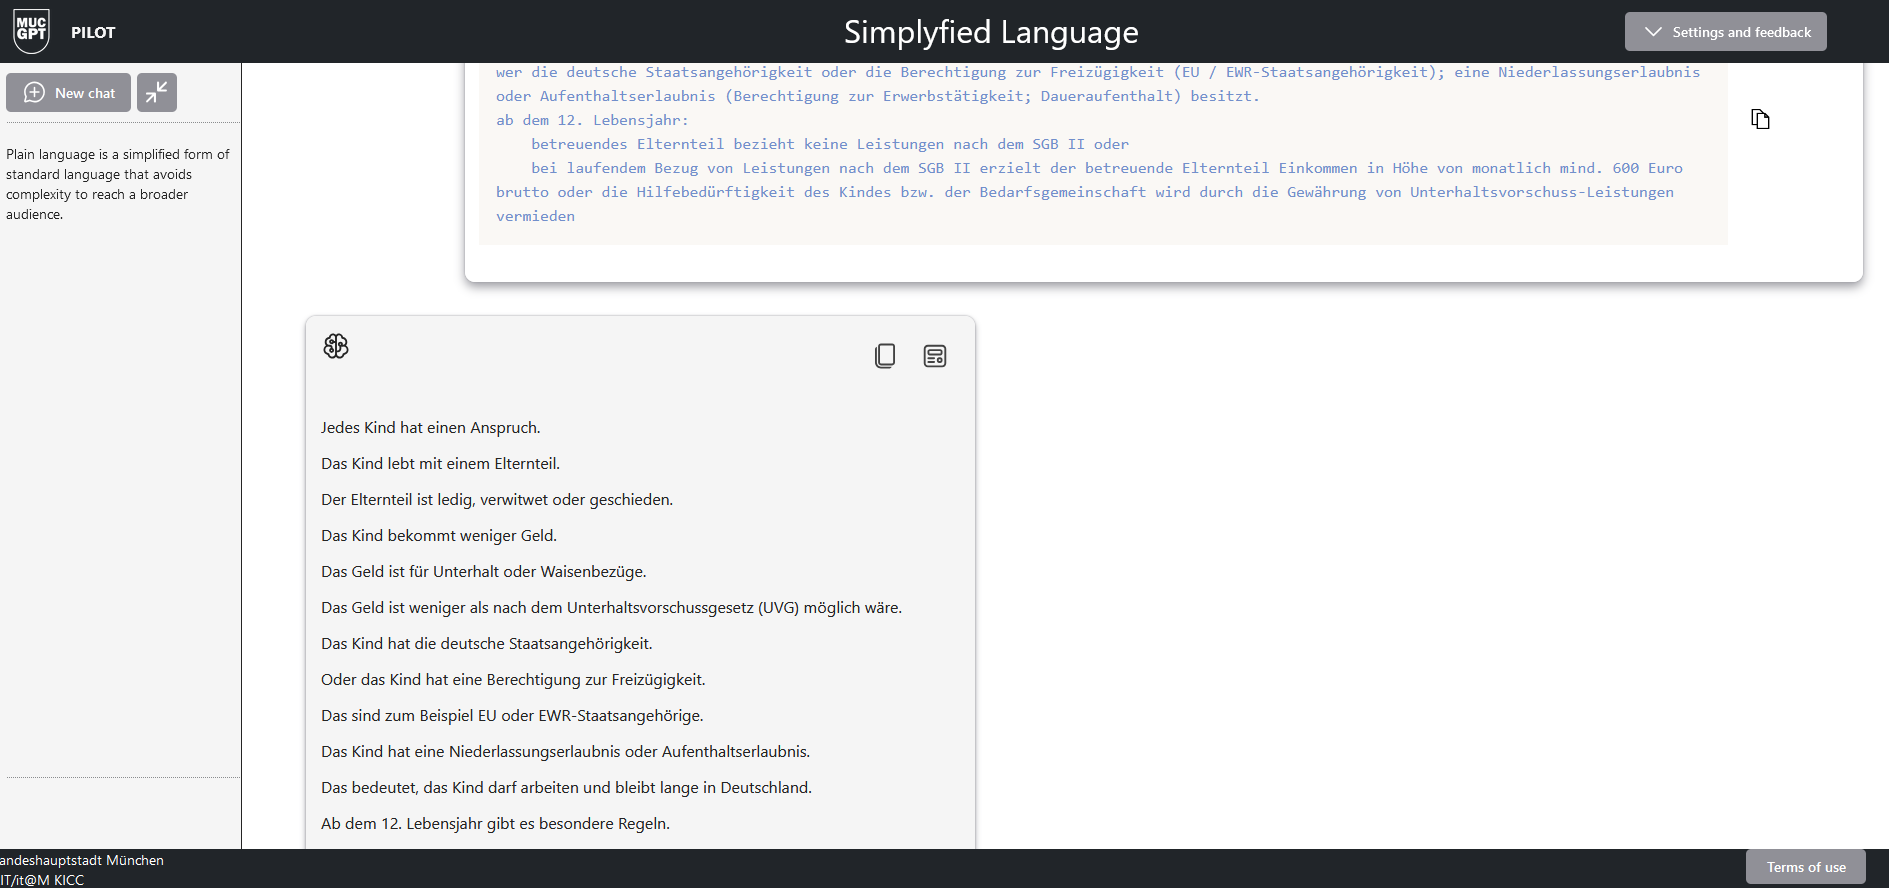 MUC
GPT
PILOT
Simplyfied Language
Settings and feedback
New chat
Plain language is a simplified form of
standard language that avoids
complexity to reach a broader
audience.
wer die deutsche Staatsangehörigkeit oder die Berechtigung zur Freizügigkeit (EU / EWR-Staatsangehörigkeit); eine Niederlassungserlaubnis
oder Aufenthaltserlaubnis (Berechtigung zur Erwerbstätigkeit; Daueraufenthalt) besitzt.
ab dem 12. Lebensjahr:
betreuendes Elternteil bezieht keine Leistungen nach dem SGB II oder
bei laufendem Bezug von Leistungen nach dem SGB II erzielt der betreuende Elternteil Einkommen in Höhe von monatlich mind. 600 Euro
brutto oder die Hilfebedürftigkeit des Kindes bzw. der Bedarfsgemeinschaft wird durch die Gewährung von Unterhaltsvorschuss-Leistungen
vermieden
Jedes Kind hat einen Anspruch.
Das Kind lebt mit einem Elternteil.
Der Elternteil ist ledig, verwitwet oder geschieden.
Das Kind bekommt weniger Geld.
Das Geld ist für Unterhalt oder Waisenbezüge.
Das Geld ist weniger als nach dem Unterhaltsvorschussgesetz (UVG) möglich wäre.
Das Kind hat die deutsche Staatsangehörigkeit.
Oder das Kind hat eine Berechtigung zur Freizügigkeit.
Das sind zum Beispiel EU oder EWR-Staatsangehörige.
Das Kind hat eine Niederlassungserlaubnis oder Aufenthaltserlaubnis.
Das bedeutet, das Kind darf arbeiten und bleibt lange in Deutschland.
Ab dem 12. Lebensjahr gibt es besondere Regeln.
andeshauptstadt München
IT/it@M KICC
Terms of use